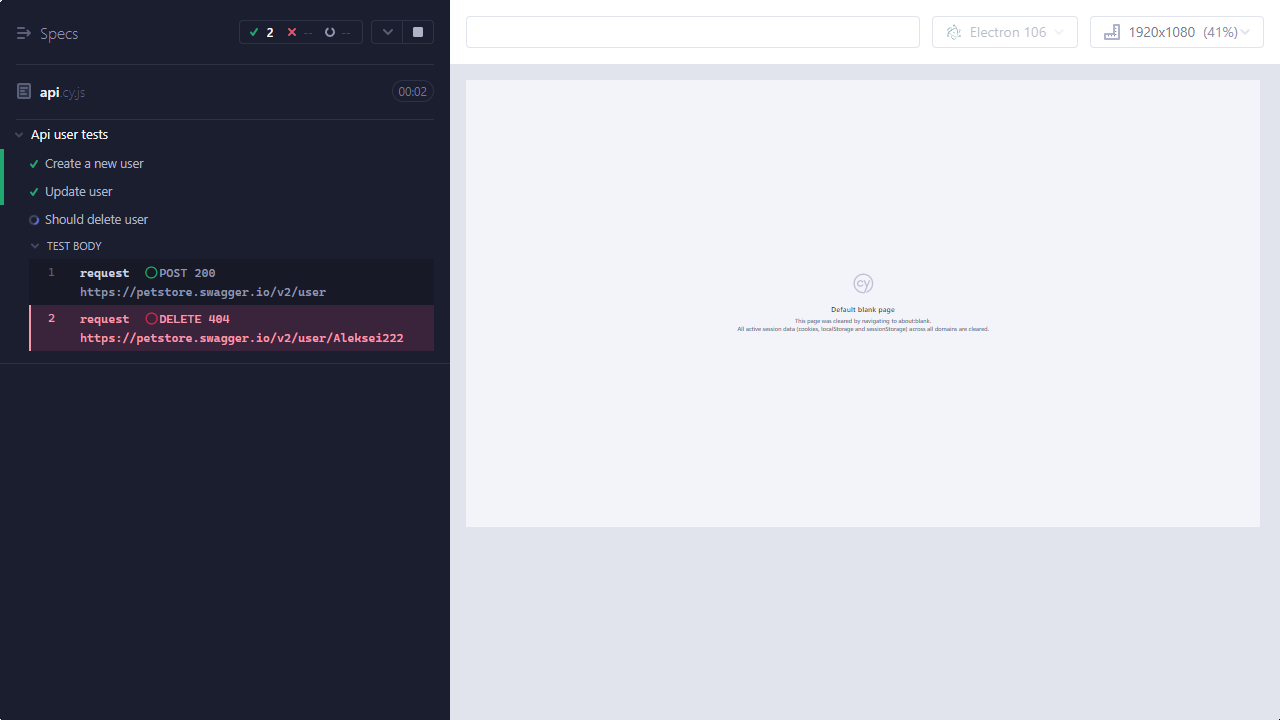 Specs
2 -- --
api.cy.js
00:02
Api user tests
Create a new user
Update user
Should delete user
TEST BODY
1 request POST 200
https://petstore.swagger.io/v2/user
2 request DELETE 404
https://petstore.swagger.io/v2/user/Aleksei222
Electron 106
1920x1080 (41%)
cy
Default blank page
This page was cleared by navigating to about:blank.
All active session data (cookies, localStorage and sessionStorage) across all domains are cleared.